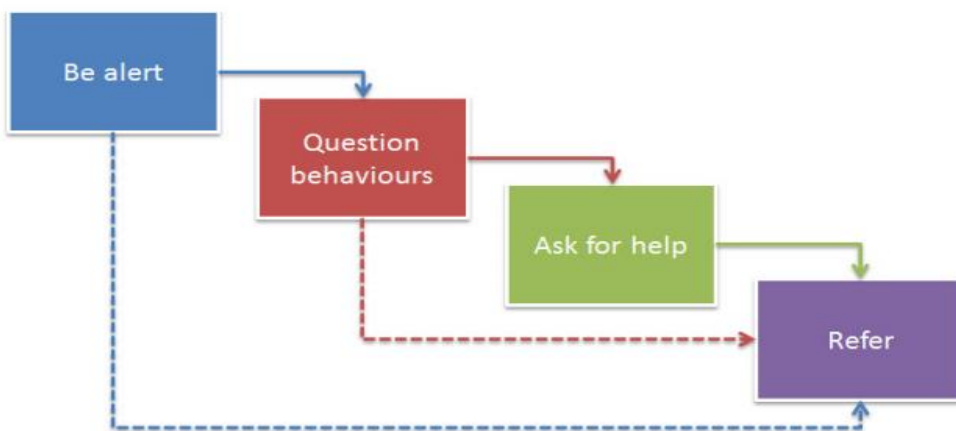 Be alert
Question
behaviours
Ask for help
Refer